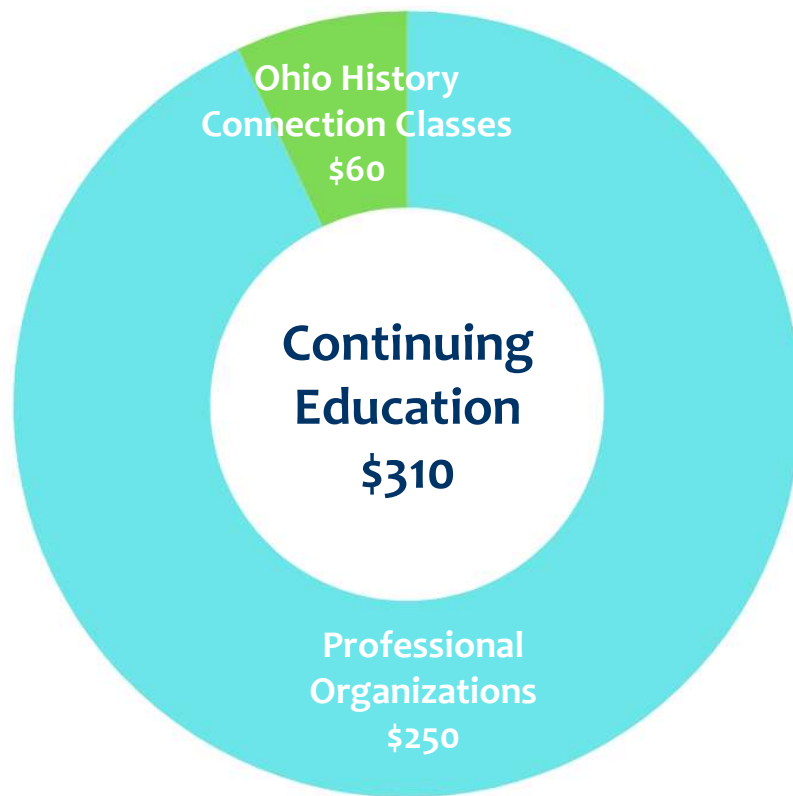 Ohio History
Connection Classes
$60
Continuing
Education
$310
Professional
Organizations
$250